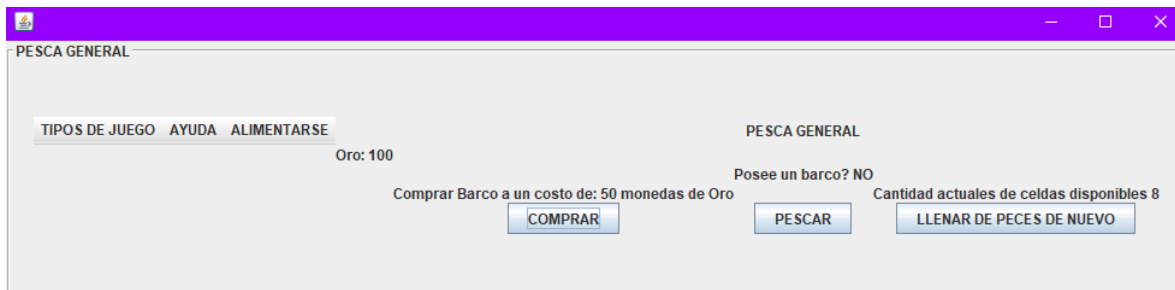 PESCA GENERAL
TIPOS DE JUEGO AYUDA ALIMENTARSE
PESCA GENERAL
Oro: 100
Posee un barco? NO
Comprar Barco a un costo de: 50 monedas de Oro
Cantidad actuales de celdas disponibles 8
COMPRAR
PESCAR
LLENAR DE PECES DE NUEVO